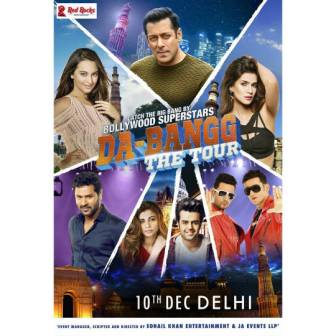 Red Rocks
CATCH THE BIG BANG BY
BOLLYWOOD SUPERSTARS
DA-BANGG
THE TOUR
10TH DEC DELHI
*EVENT MANAGED, SCRIPTED AND DIRECTED BY SOHAIL KHAN ENTERTAINMENT & JA EVENTS LLP*